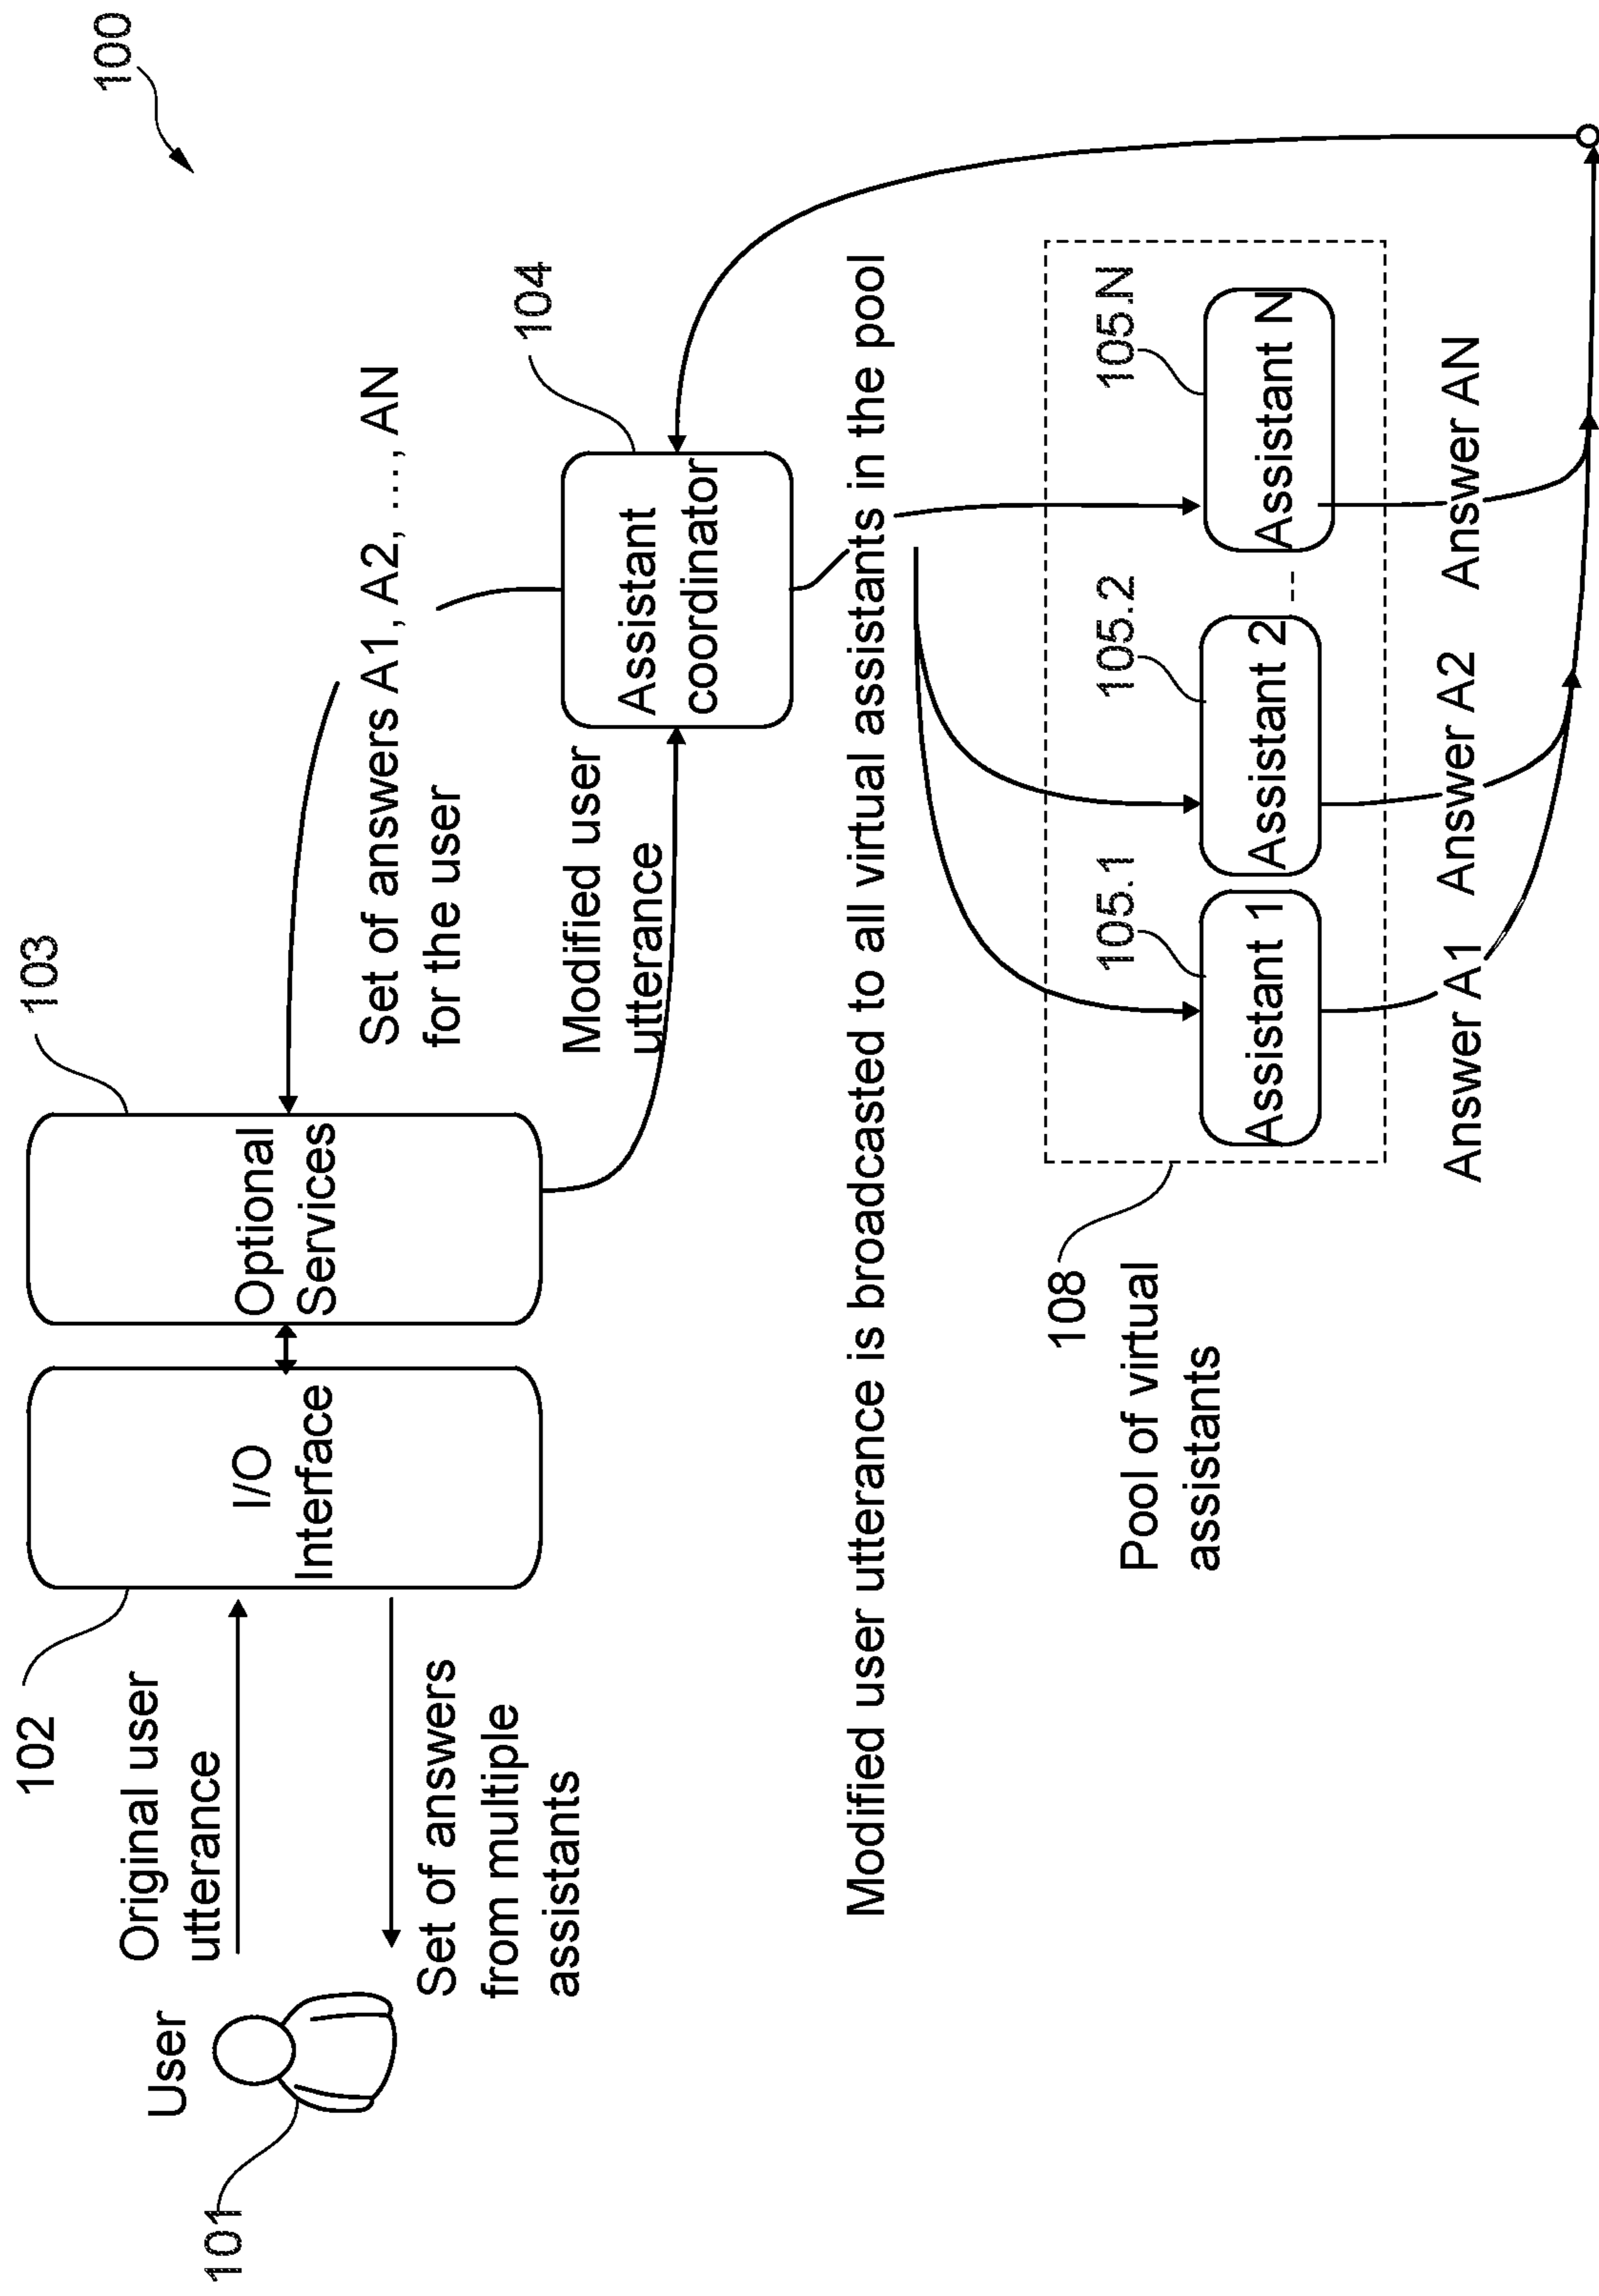 100
103
102
Original user
utterance
User
101
I/O
Interface
Optional
Services
Set of answers
from multiple
assistants
Set of answers A1, A2, ..., AN
for the user
104
Modified user
utterance
Assistant
coordinator
Modified user utterance is broadcasted to all virtual assistants in the pool
108
Pool of virtual
assistants
105.1
105.2
105.N
Assistant 1
Assistant 2
Assistant N
Answer A1
Answer A2
Answer AN